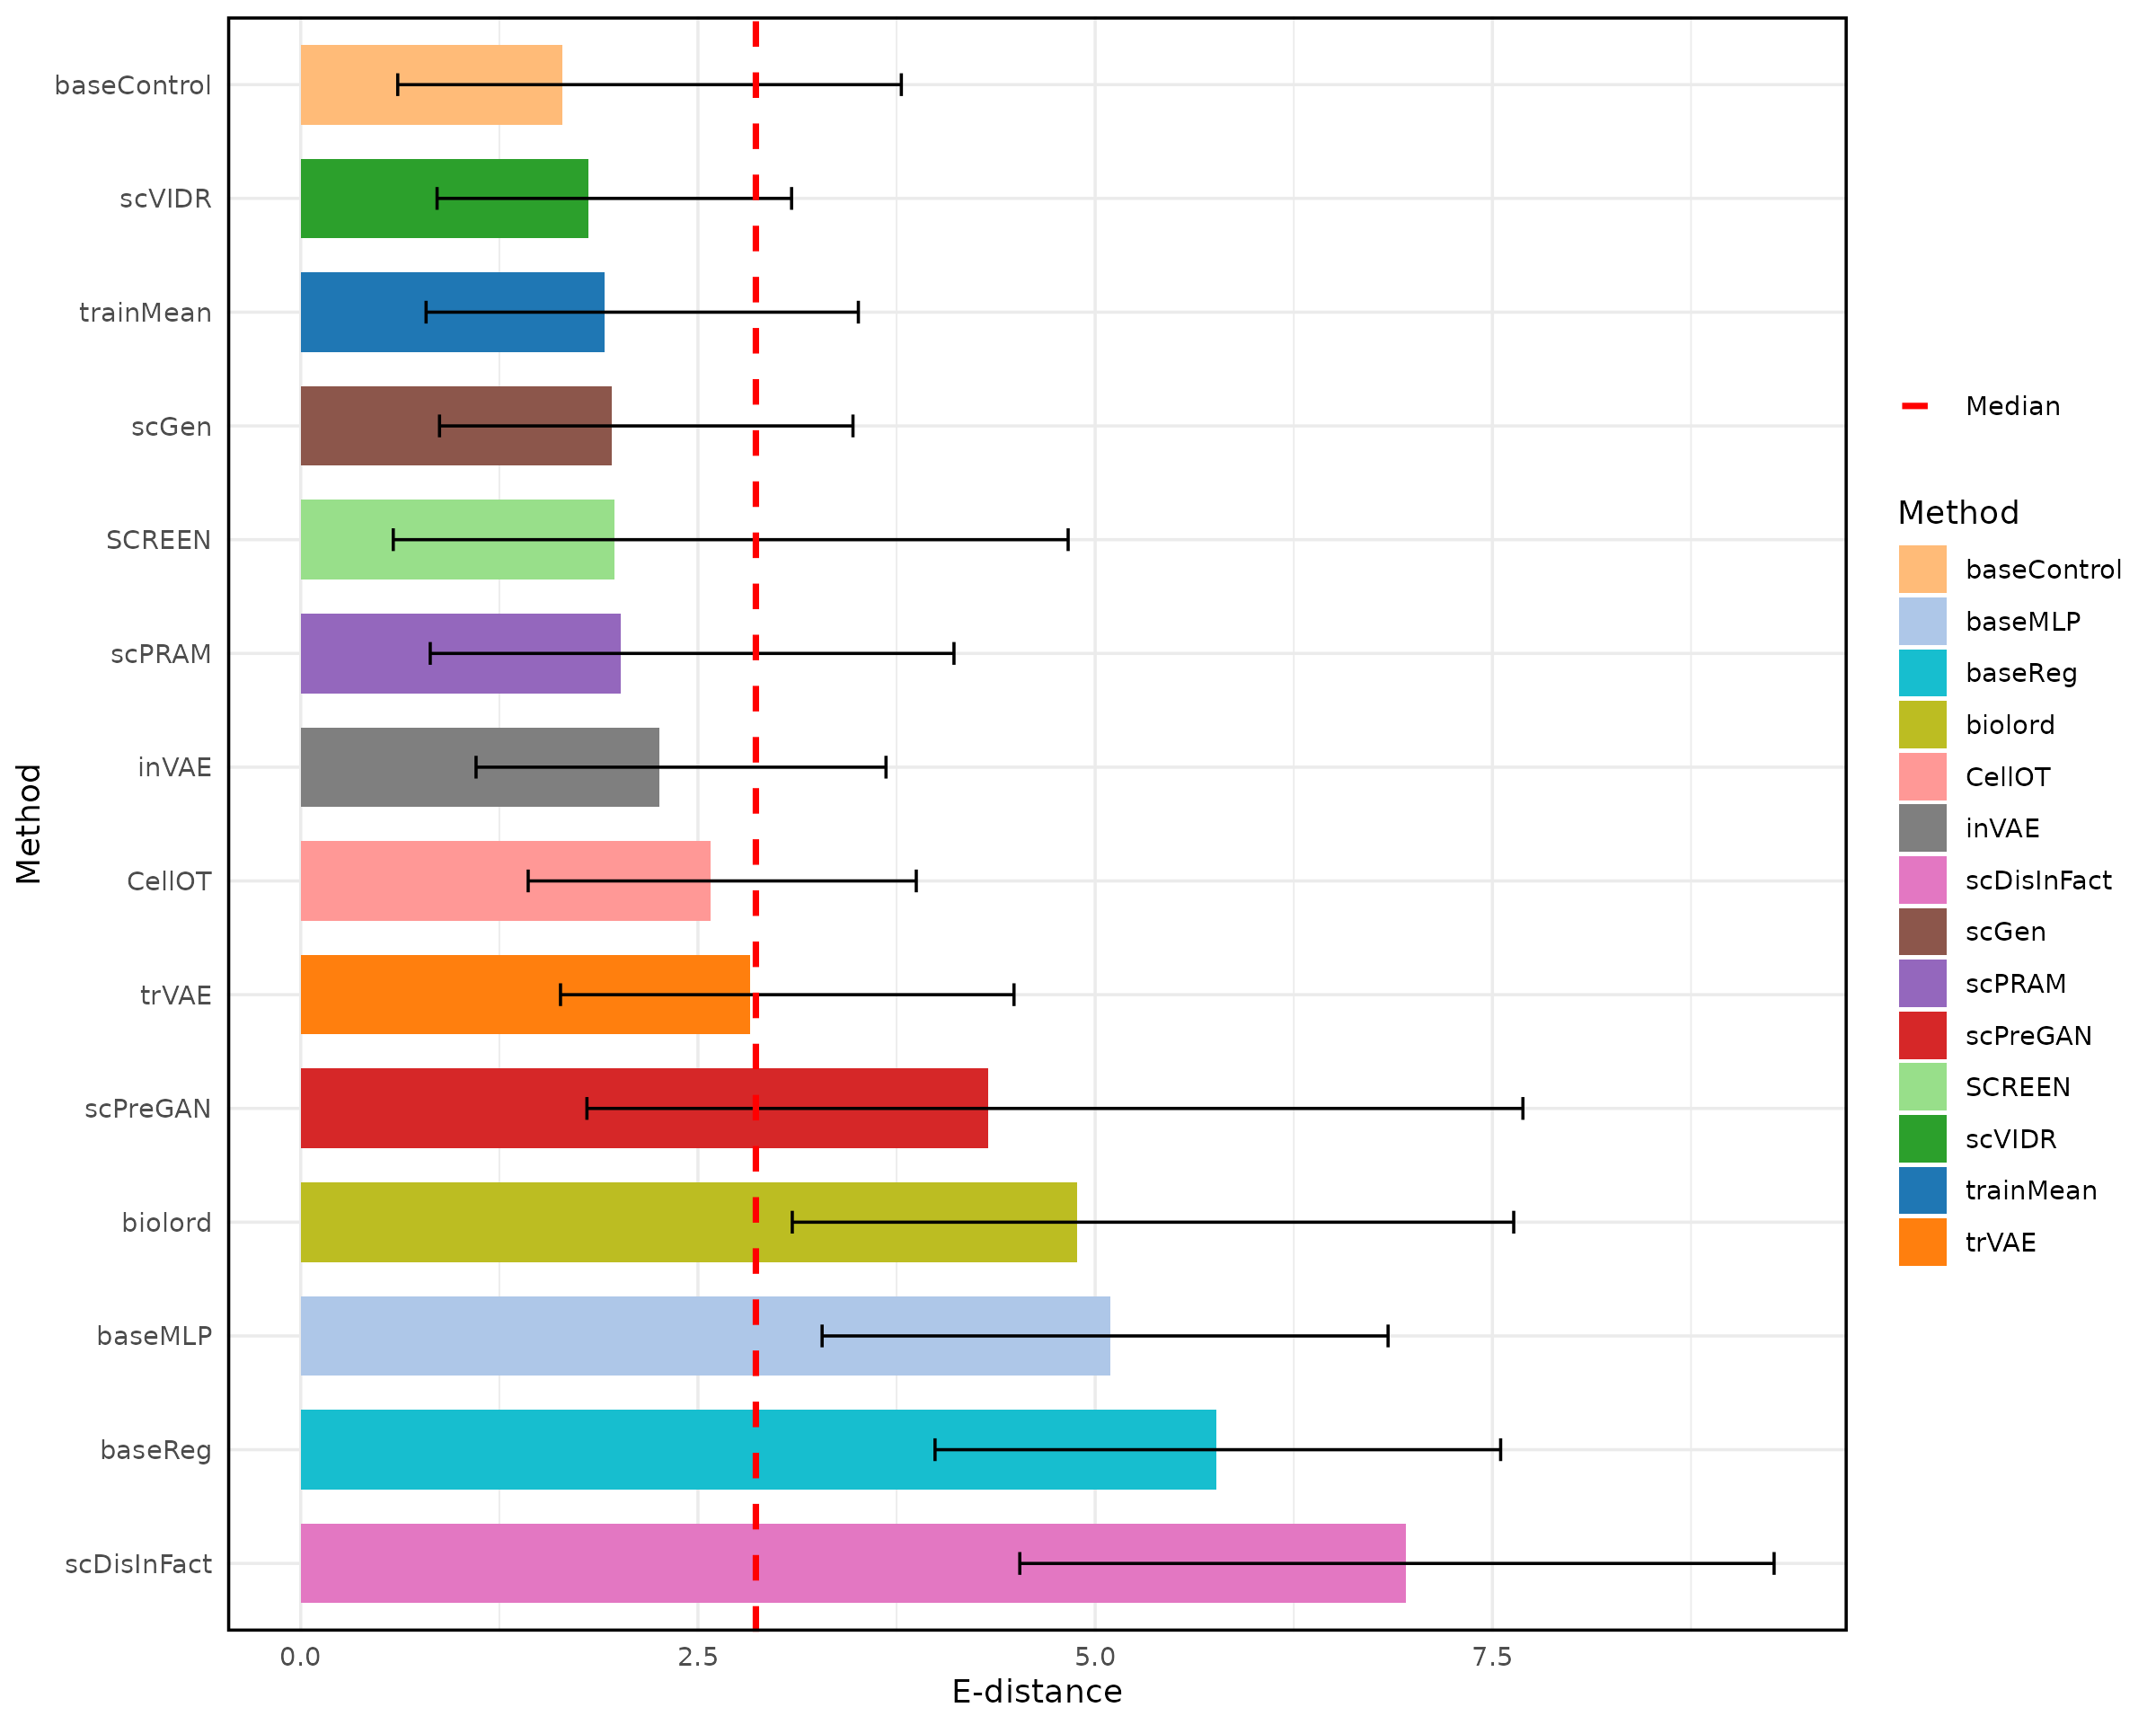 baseControl
scVIDR
trainMean
scGen
SCREEN
scPRAM
inVAE
CellOT
trVAE
scPreGAN
biolord
baseMLP
baseReg
scDisInFact
Method
0.0 2.5 5.0 7.5
E-distance
Median
Method
baseControl
baseMLP
baseReg
biolord
CellOT
inVAE
scDisInFact
scGen
scPRAM
scPreGAN
SCREEN
scVIDR
trainMean
trVAE